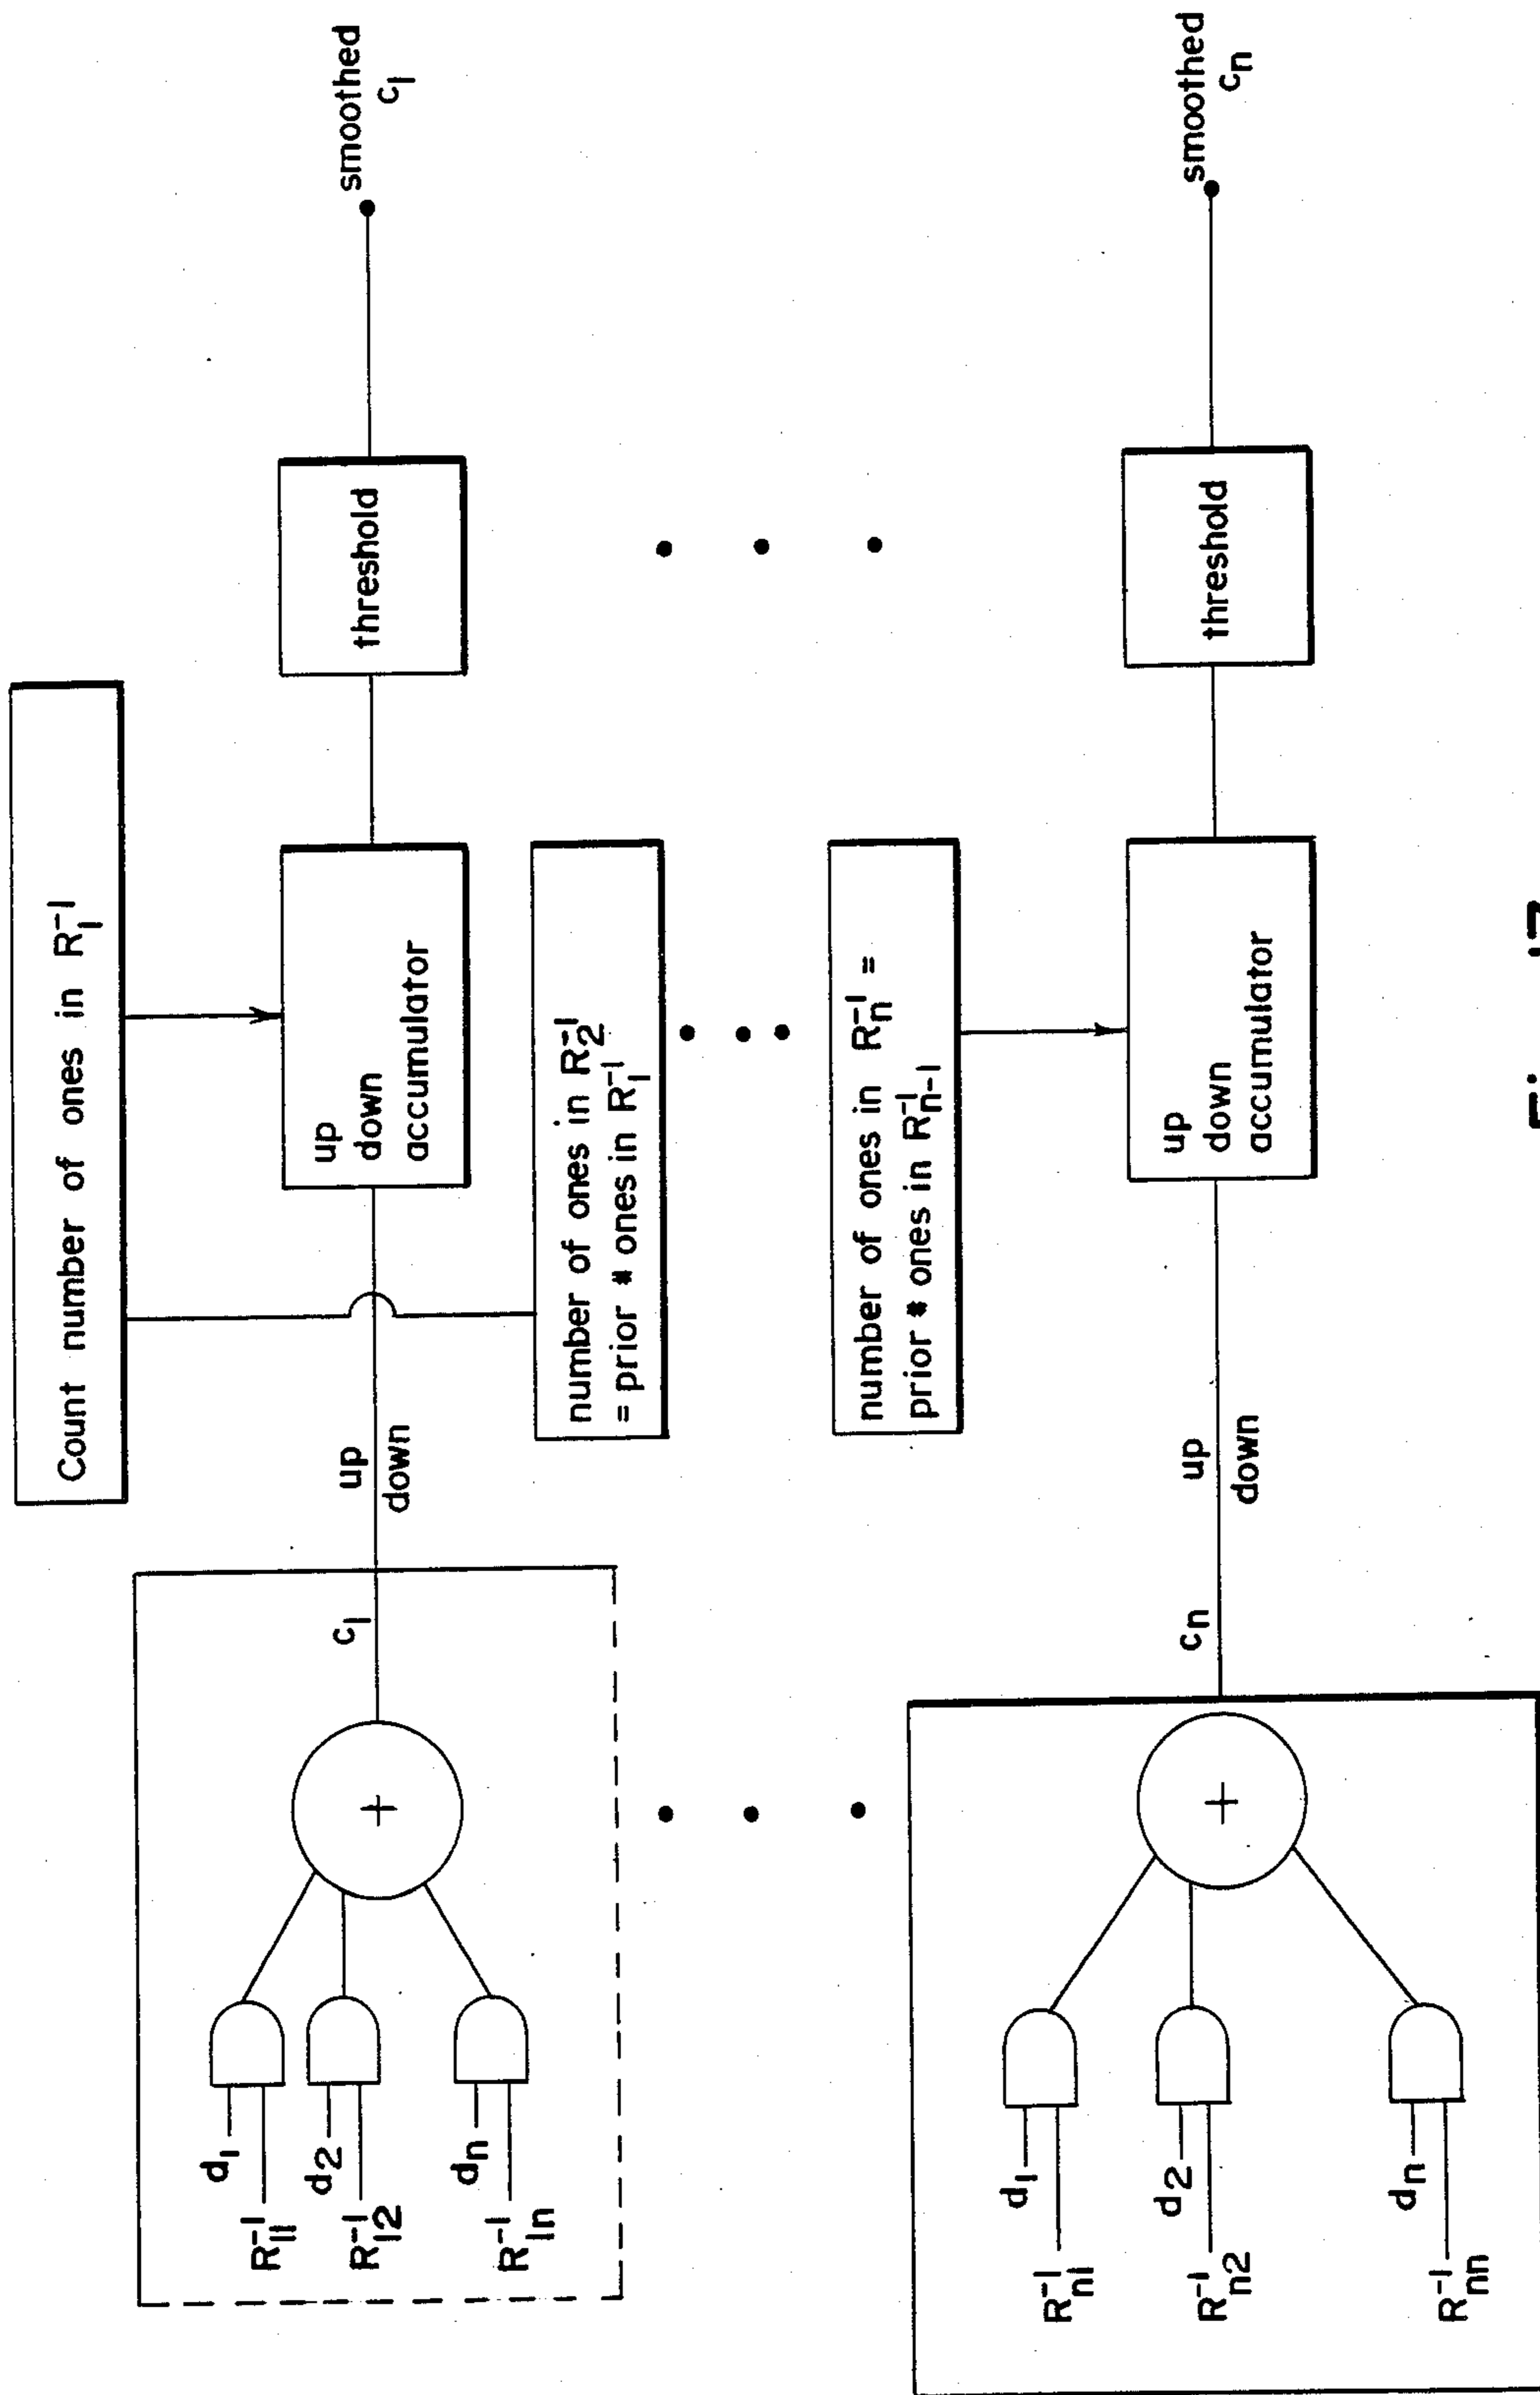 Count number of ones in R₁⁻¹
d₁
R₁₁⁻¹
d₂
R₁₂⁻¹
dₙ
R₁ₙ⁻¹
+
c₁
up
down
up
down
accumulator
threshold
smoothed
c₁
number of ones in R₂⁻¹
= prior # ones in R₁⁻¹
number of ones in Rₙ⁻¹ =
prior # ones in Rₙ₋₁⁻¹
d₁
Rₙ₁⁻¹
d₂
Rₙ₂⁻¹
dₙ
Rₙₙ⁻¹
+
cₙ
up
down
up
down
accumulator
threshold
smoothed
cₙ